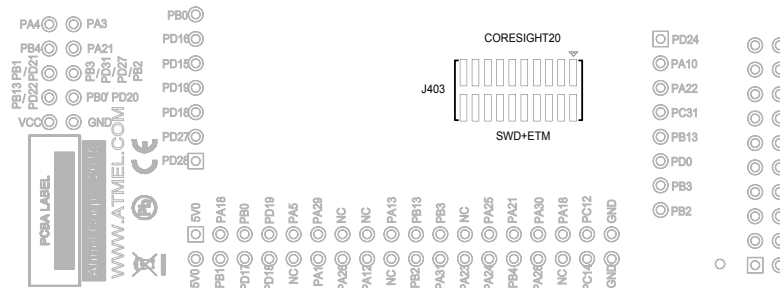 PA4 PA3
PB4 PA21
PB1/PD21 PB3/PD31/PD27/PB2
PB13/PD22 PB0/ PD20
VCC GND
PCBA LABEL
WWW.ATMEL.COM
Pb
PB0
PD16
PD15
PD19
PD18
PD27
PD28
CORESIGHT20
J403
SWD+ETM
PD24
PA10
PA22
PC31
PB13
PD0
PB3
PB2
5V0 PA18 PB0 PD19 PA5 PA29 NC NC PA13 PB13 PB3 NC PA25 PA21 PA30 PA18 PC12 GND
5V0 PB1 PD17 PD18 NC PA1 PA26 PA12 NC PB2 PA31 PA23 PA24 PB4 PA28 NC PC14 GND